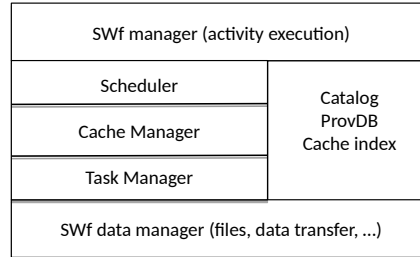 SWf manager (activity execution)
Scheduler
Cache Manager
Task Manager
Catalog
ProvDB
Cache index
SWf data manager (files, data transfer, ...)